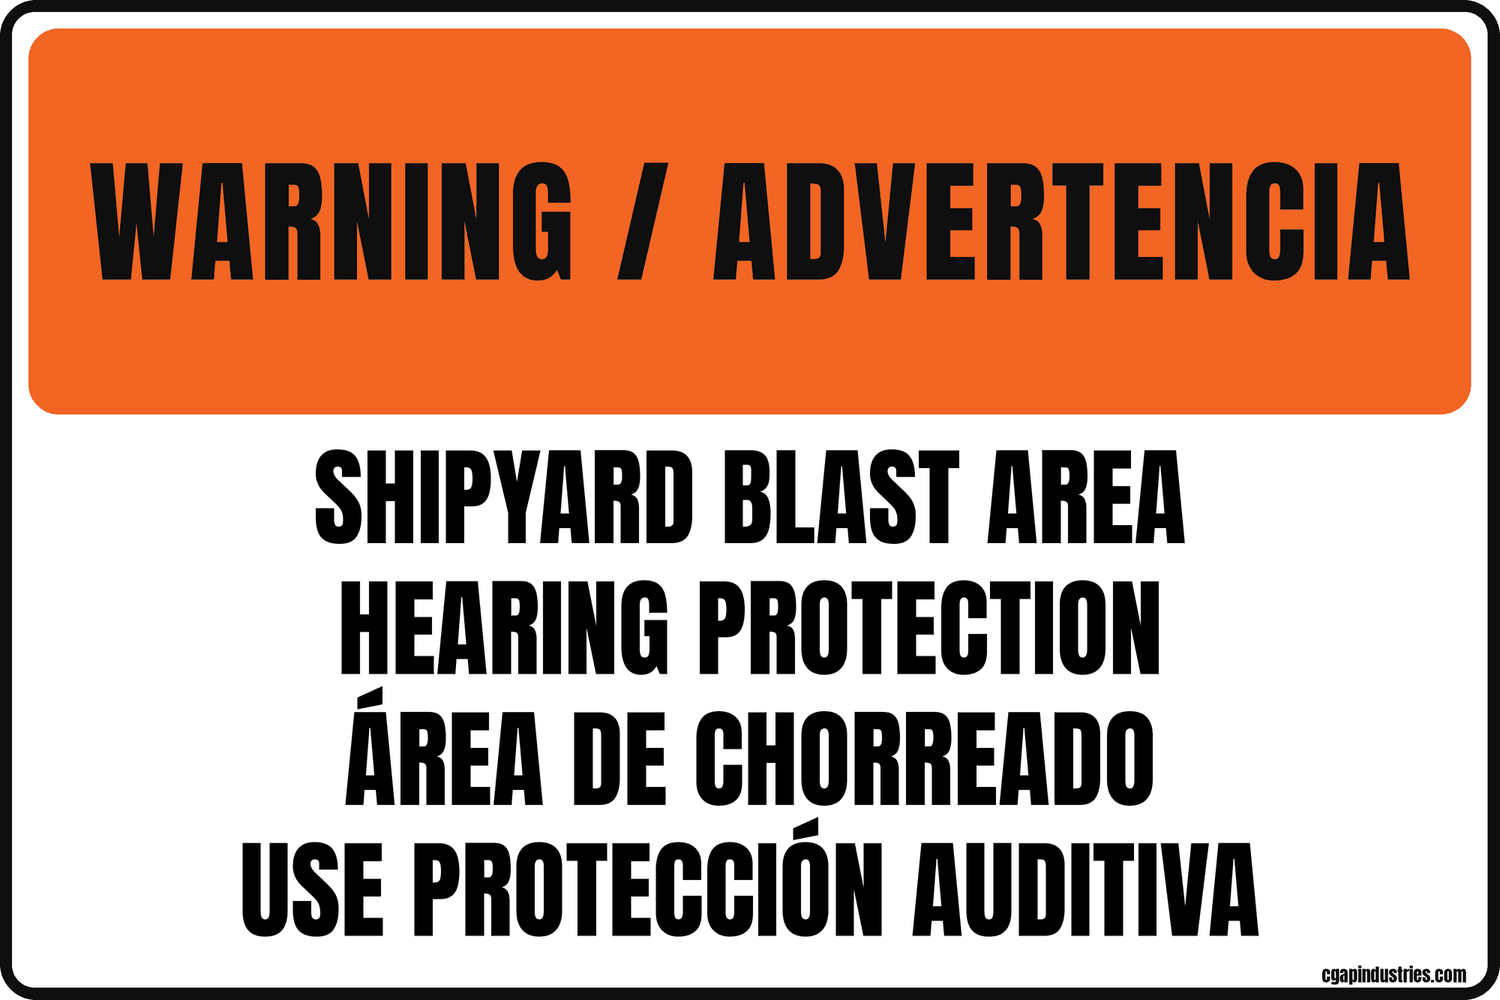 WARNING / ADVERTENCIA
SHIPYARD BLAST AREA
HEARING PROTECTION
ÁREA DE CHORREADO
USE PROTECCIÓN AUDITIVA
cgapindustries.com